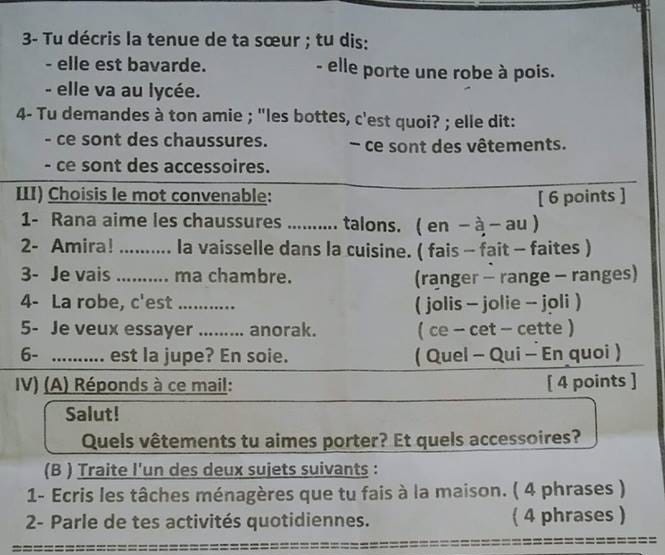 3- Tu décris la tenue de ta sœur ; tu dis:
- elle est bavarde. - elle porte une robe à pois.
- elle va au lycée.
4- Tu demandes à ton amie ; "les bottes, c'est quoi? ; elle dit:
- ce sont des chaussures. - ce sont des vêtements.
- ce sont des accessoires.
III) Choisis le mot convenable: [ 6 points ]
1- Rana aime les chaussures .......... talons. ( en - à - au )
2- Amira! .......... la vaisselle dans la cuisine. ( fais - fait - faites )
3- Je vais .......... ma chambre. (ranger - range - ranges)
4- La robe, c'est ........... ( jolis - jolie - joli )
5- Je veux essayer ......... anorak. ( ce - cet - cette )
6- ........... est la jupe? En soie. ( Quel - Qui - En quoi )
IV) (A) Réponds à ce mail: [ 4 points ]
Salut!
Quels vêtements tu aimes porter? Et quels accessoires?
(B ) Traite l'un des deux sujets suivants :
1- Ecris les tâches ménagères que tu fais à la maison. ( 4 phrases )
2- Parle de tes activités quotidiennes. ( 4 phrases )